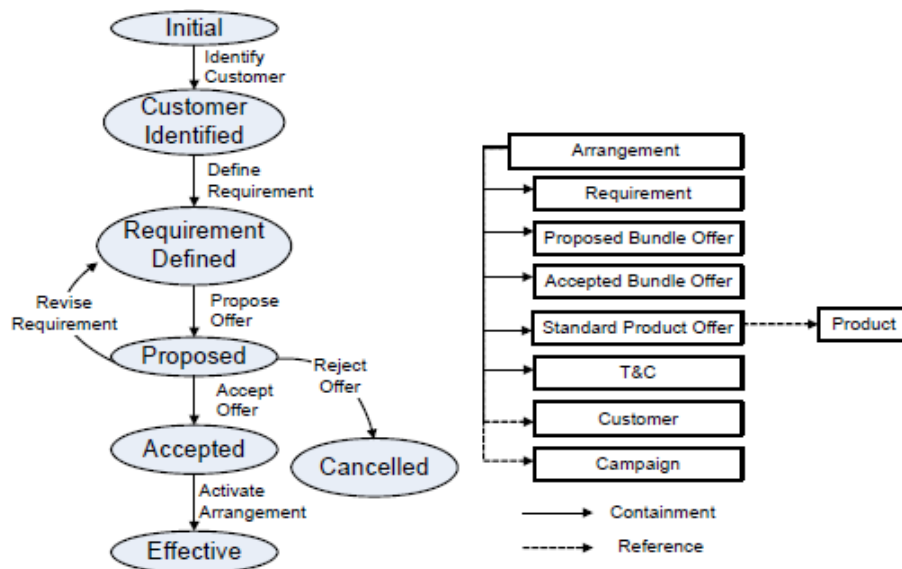 Initial
Identify
Customer
Customer
Identified
Define
Requirement
Requirement
Defined
Revise
Requirement
Propose
Offer
Proposed
Reject
Offer
Accept
Offer
Accepted
Cancelled
Activate
Arrangement
Effective
Arrangement
Requirement
Proposed Bundle Offer
Accepted Bundle Offer
Standard Product Offer
Product
T&C
Customer
Campaign
Containment
Reference